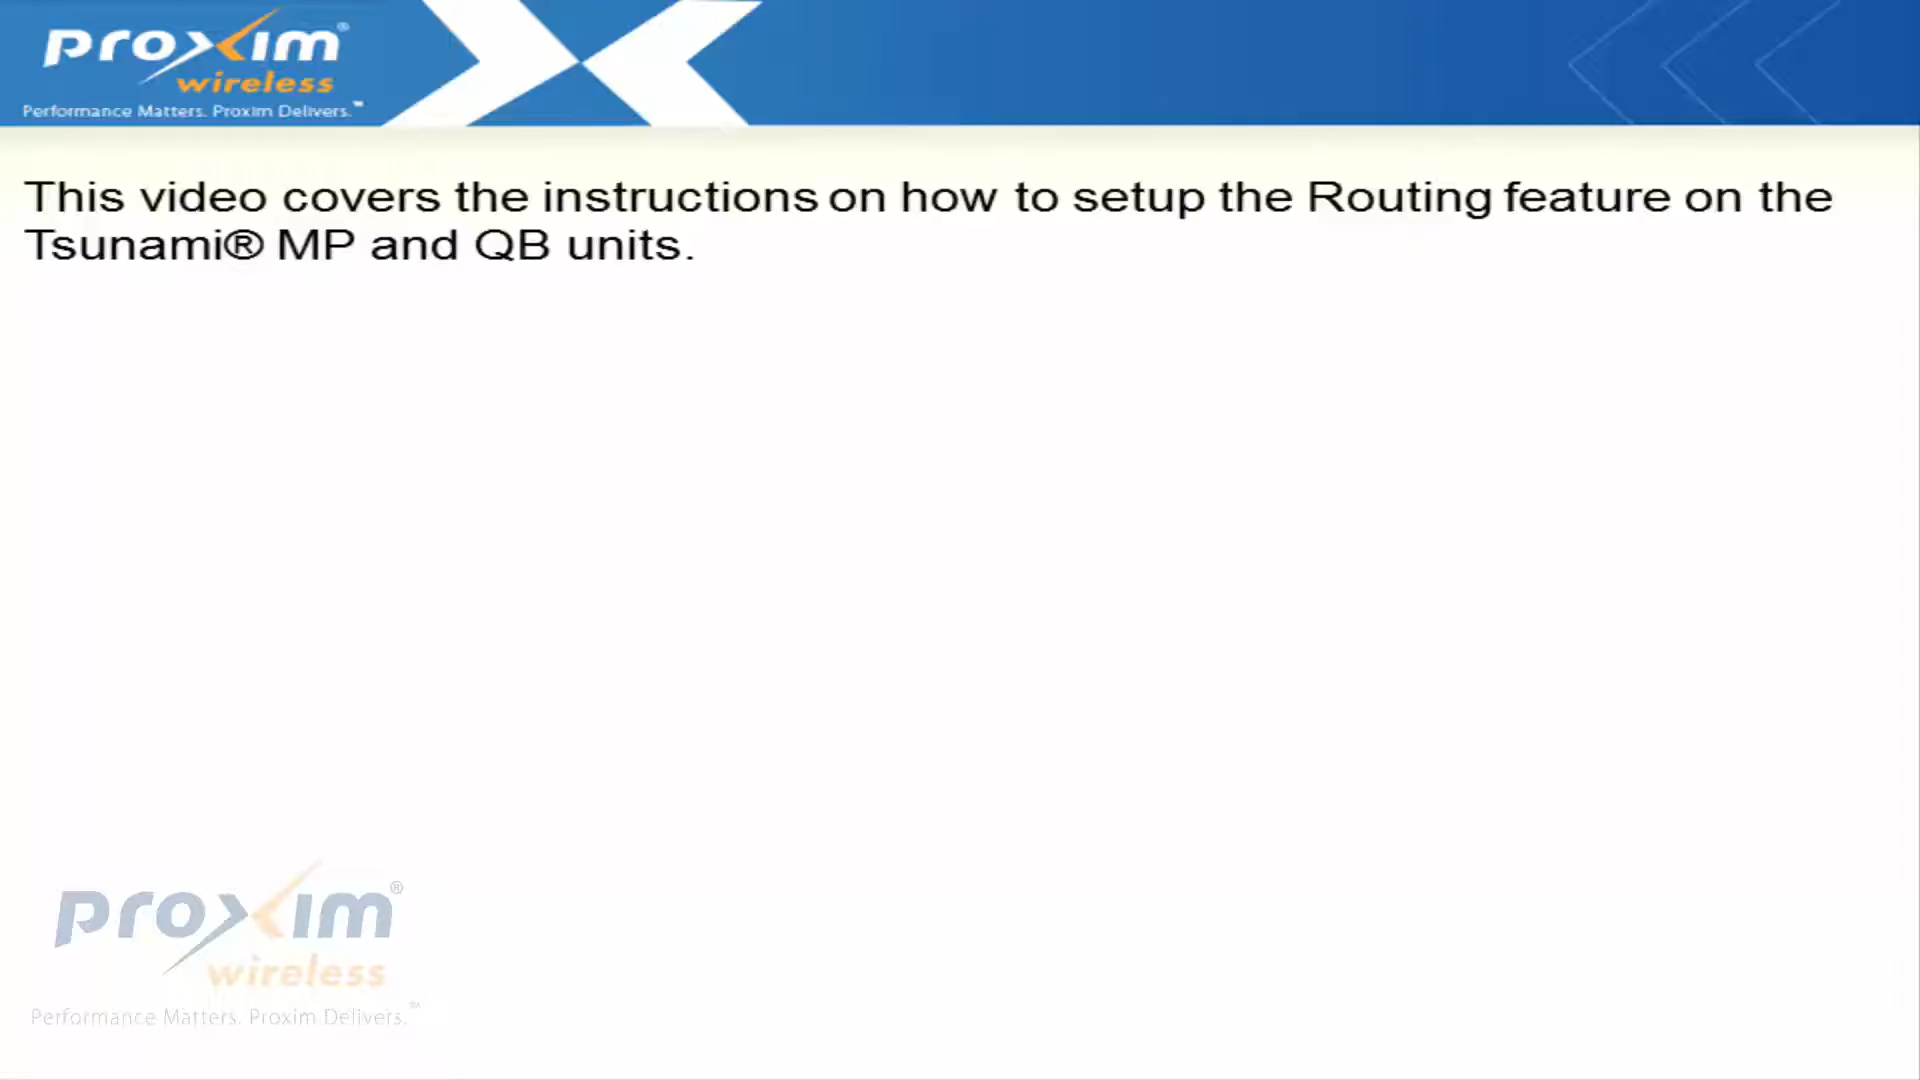 proxim®
wireless
Performance Matters. Proxim Delivers.™
This video covers the instructions on how to setup the Routing feature on the
Tsunami® MP and QB units.
proxim®
wireless
Performance Matters. Proxim Delivers.™